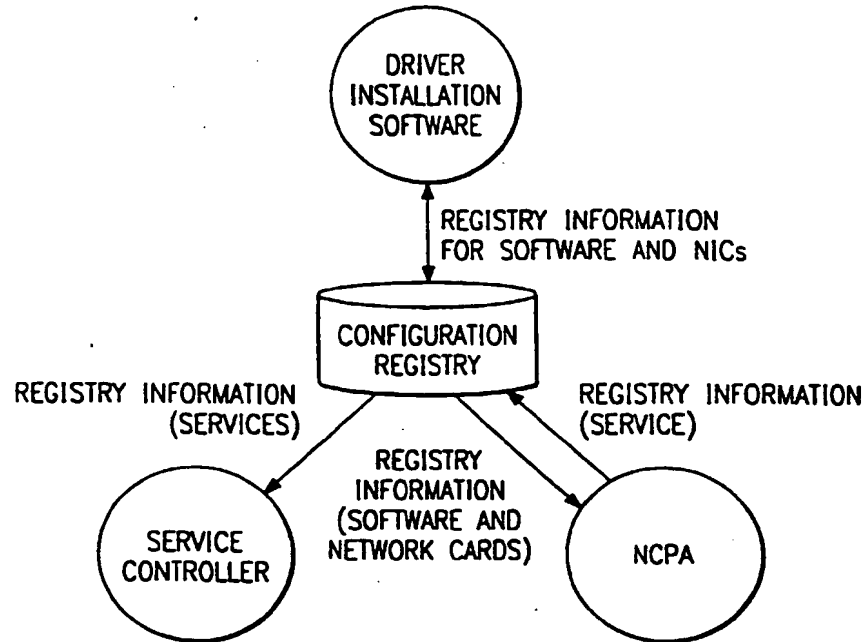 DRIVER
INSTALLATION
SOFTWARE
REGISTRY INFORMATION
FOR SOFTWARE AND NICs
CONFIGURATION
REGISTRY
REGISTRY INFORMATION
(SERVICES)
REGISTRY INFORMATION
(SERVICE)
REGISTRY
INFORMATION
(SOFTWARE AND
NETWORK CARDS)
SERVICE
CONTROLLER
NCPA